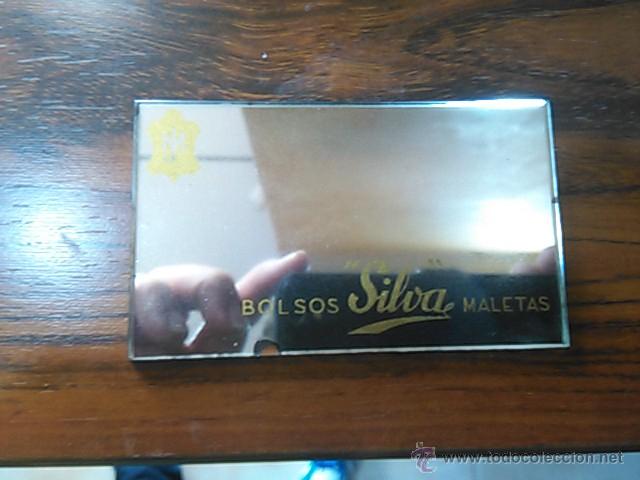 BOLSOS "Silva" MALETAS
www.todocoleccion.net